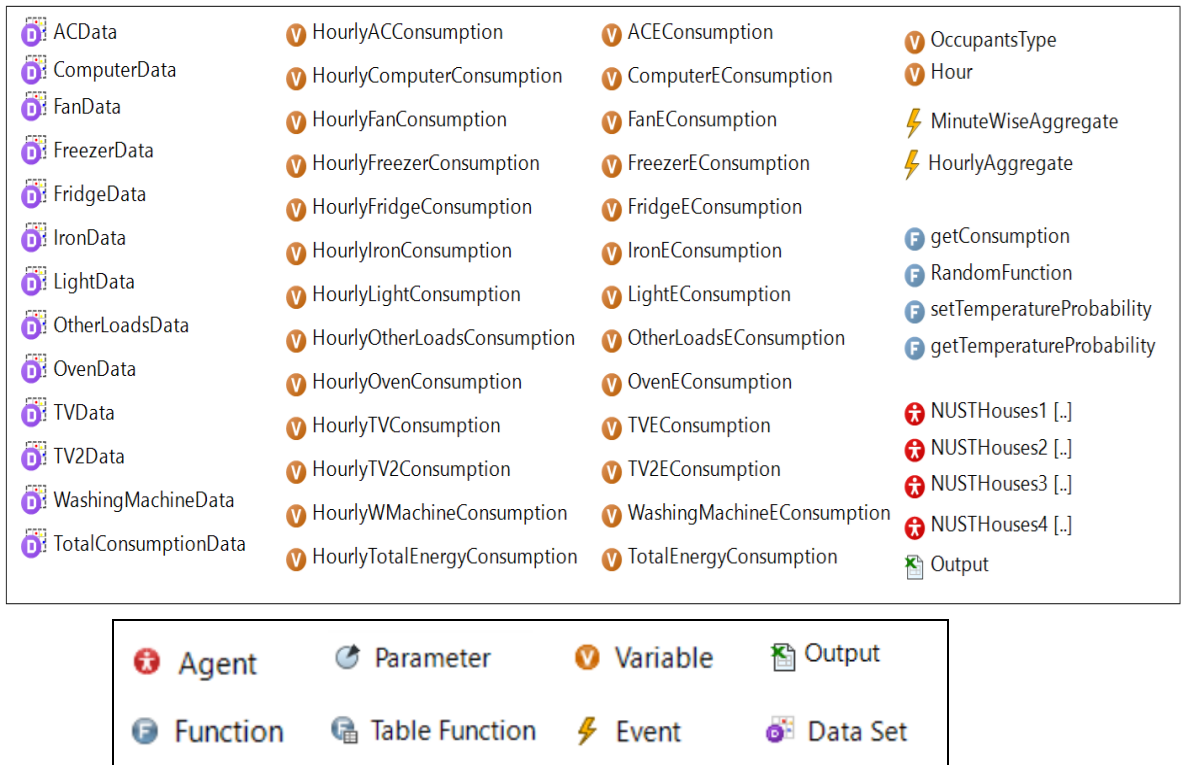 ACData
ComputerData
FanData
FreezerData
FridgeData
IronData
LightData
OtherLoadsData
OvenData
TVData
TV2Data
WashingMachineData
TotalConsumptionData
HourlyACConsumption
HourlyComputerConsumption
HourlyFanConsumption
HourlyFreezerConsumption
HourlyFridgeConsumption
HourlyIronConsumption
HourlyLightConsumption
HourlyOtherLoadsConsumption
HourlyOvenConsumption
HourlyTVConsumption
HourlyTV2Consumption
HourlyWMachineConsumption
HourlyTotalEnergyConsumption
ACEConsumption
ComputerEConsumption
FanEConsumption
FreezerEConsumption
FridgeEConsumption
IronEConsumption
LightEConsumption
OtherLoadsEConsumption
OvenEConsumption
TVEConsumption
TV2EConsumption
WashingMachineEConsumption
TotalEnergyConsumption
OccupantsType
Hour
MinuteWiseAggregate
HourlyAggregate
getConsumption
RandomFunction
setTemperatureProbability
getTemperatureProbability
NUSTHouses1 [..]
NUSTHouses2 [..]
NUSTHouses3 [..]
NUSTHouses4 [..]
Output
Agent
Parameter
Variable
Output
Function
Table Function
Event
Data Set